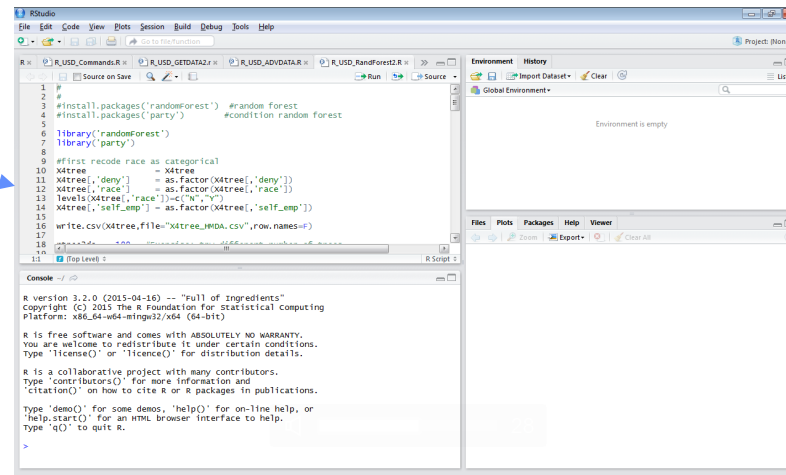 RStudio
File Edit Code View Plots Session Build Debug Tools Help
Go to file/function
Project: (Non
R R_USD_Commands.R R_USD_GETDATA2.r R_USD_ADVDATA.R R_USD_RandForest2.R
Source on Save Run Source
1 #
2 #
3 #install.packages('randomForest') #random forest
4 #install.packages('party') #condition random forest
5
6 library('randomForest')
7 library('party')
8
9 #first recode race as categorical
10 X4tree = X4tree
11 X4tree[,'deny'] = as.factor(X4tree[,'deny'])
12 X4tree[,'race'] = as.factor(X4tree[,'race'])
13 levels(X4tree[,'race'])=c("N","Y")
14 X4tree[,'self_emp'] = as.factor(X4tree[,'self_emp'])
15
16 write.csv(X4tree,file="X4tree_HMDA.csv",row.names=F)
17
18
1:1 (Top Level) R Script
Console ~/
R version 3.2.0 (2015-04-16) -- "Full of Ingredients"
Copyright (C) 2015 The R Foundation for Statistical Computing
Platform: x86_64-w64-mingw32/x64 (64-bit)
R is free software and comes with ABSOLUTELY NO WARRANTY.
You are welcome to redistribute it under certain conditions.
Type 'license()' or 'licence()' for distribution details.
R is a collaborative project with many contributors.
Type 'contributors()' for more information and
'citation()' on how to cite R or R packages in publications.
Type 'demo()' for some demos, 'help()' for on-line help, or
'help.start()' for an HTML browser interface to help.
Type 'q()' to quit R.
>
Environment History
Import Dataset Clear Lis
Global Environment
Environment is empty
Files Plots Packages Help Viewer
Zoom Export Clear All